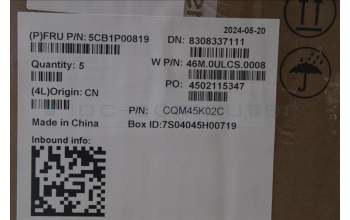 2024-05-20
(P)FRU P/N: 5CB1P00819 DN: 8308337111
Quantity: 5 W P/N: 46M.0ULCS.0008
PO: 4502115347
(4L)Origin: CN
P/N: CQM45K02C
Made in China Box ID:7S04045H00719
Inbound info: